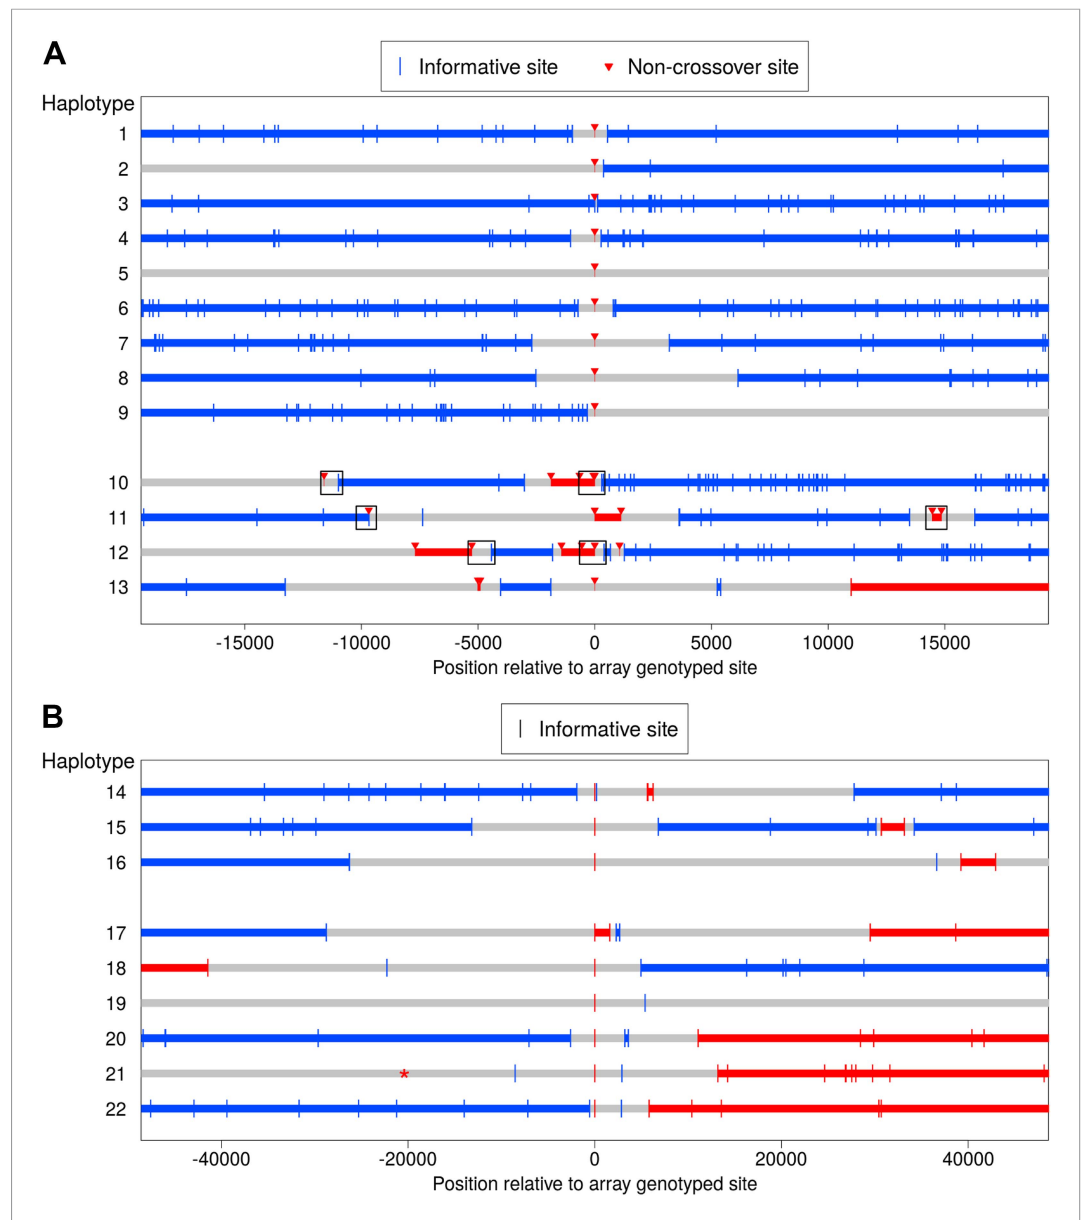 A
Informative site Non-crossover site
Haplotype
1
2
3
4
5
6
7
8
9
10
11
12
13
-15000 -10000 -5000 0 5000 10000 15000
Position relative to array genotyped site
B
Informative site
Haplotype
14
15
16
17
18
19
20
21 *
22
-40000 -20000 0 20000 40000
Position relative to array genotyped site